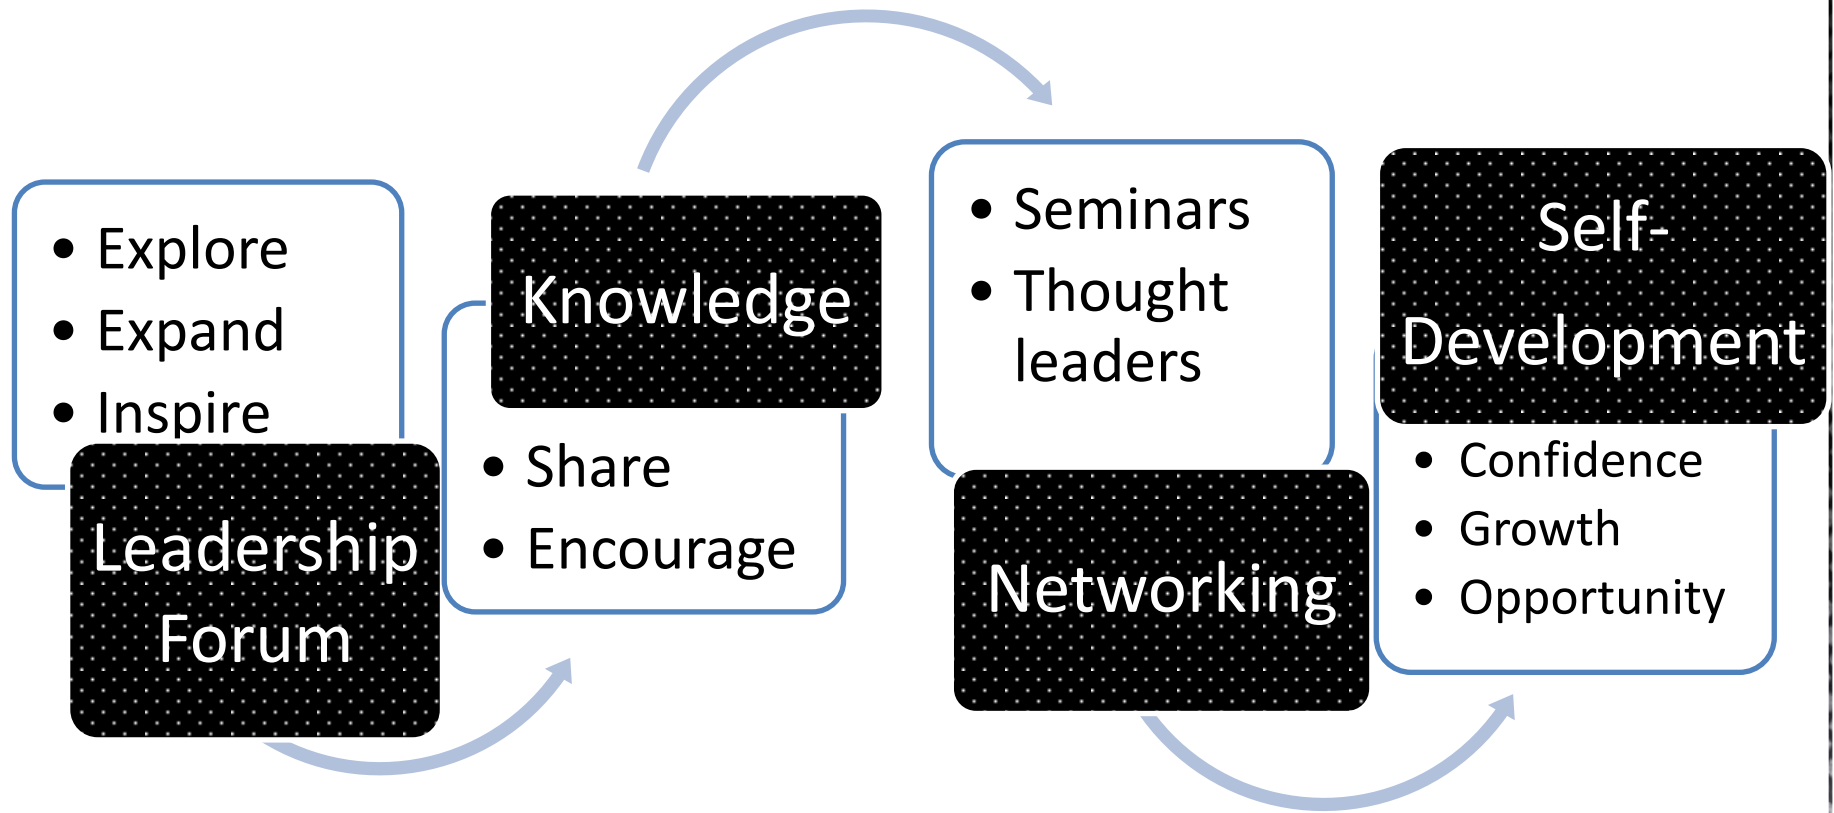 • Explore
• Expand
• Inspire
Leadership
Forum
Knowledge
• Share
• Encourage
• Seminars
• Thought
leaders
Networking
Self-
Development
• Confidence
• Growth
• Opportunity